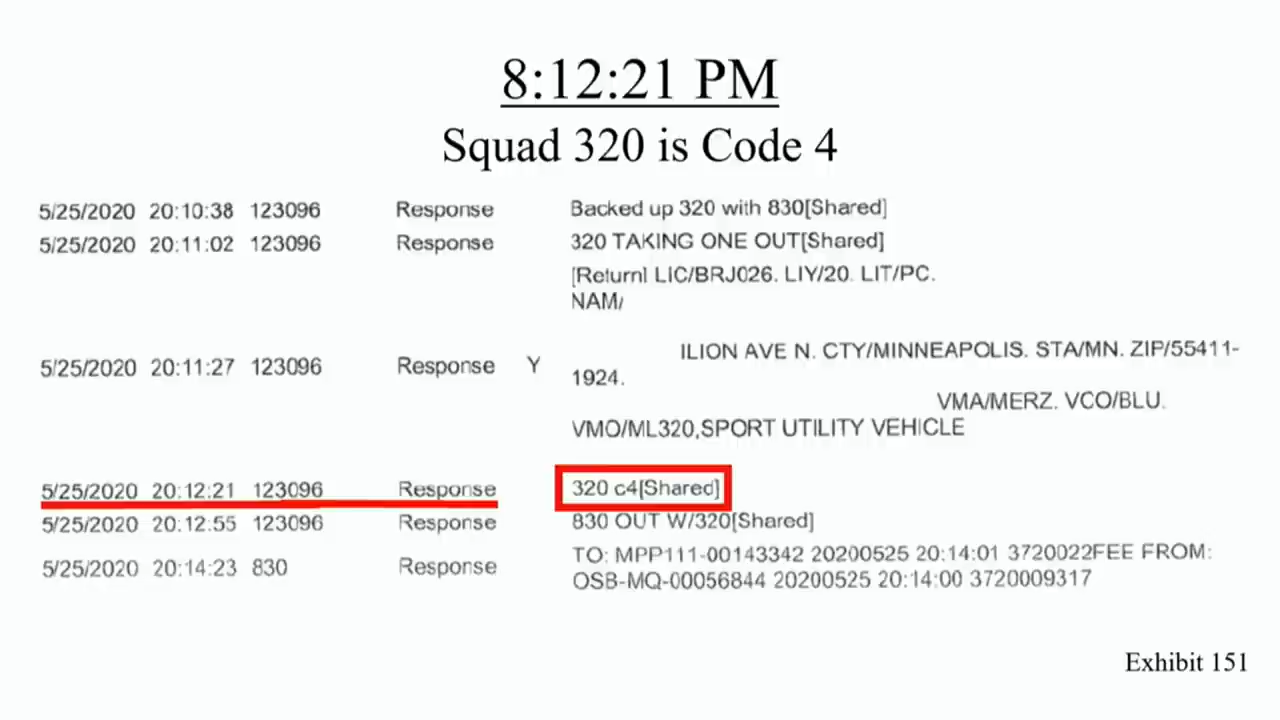 8:12:21 PM
Squad 320 is Code 4
5/25/2020 20:10:38 123096 Response Backed up 320 with 830[Shared]
5/25/2020 20:11:02 123096 Response 320 TAKING ONE OUT[Shared]
[Return] LIC/BRJ026. LIY/20. LIT/PC.
NAM/
ILION AVE N. CTY/MINNEAPOLIS. STA/MN. ZIP/55411-
5/25/2020 20:11:27 123096 Response Y 1924.
VMA/MERZ. VCO/BLU.
VMO/ML320,SPORT UTILITY VEHICLE
5/25/2020 20:12:21 123096 Response 320 c4[Shared]
5/25/2020 20:12:55 123096 Response 830 OUT W/320[Shared]
TO: MPP111-00143342 20200525 20:14:01 3720022FEE FROM:
5/25/2020 20:14:23 830 Response OSB-MQ-00056844 20200525 20:14:00 3720009317
Exhibit 151